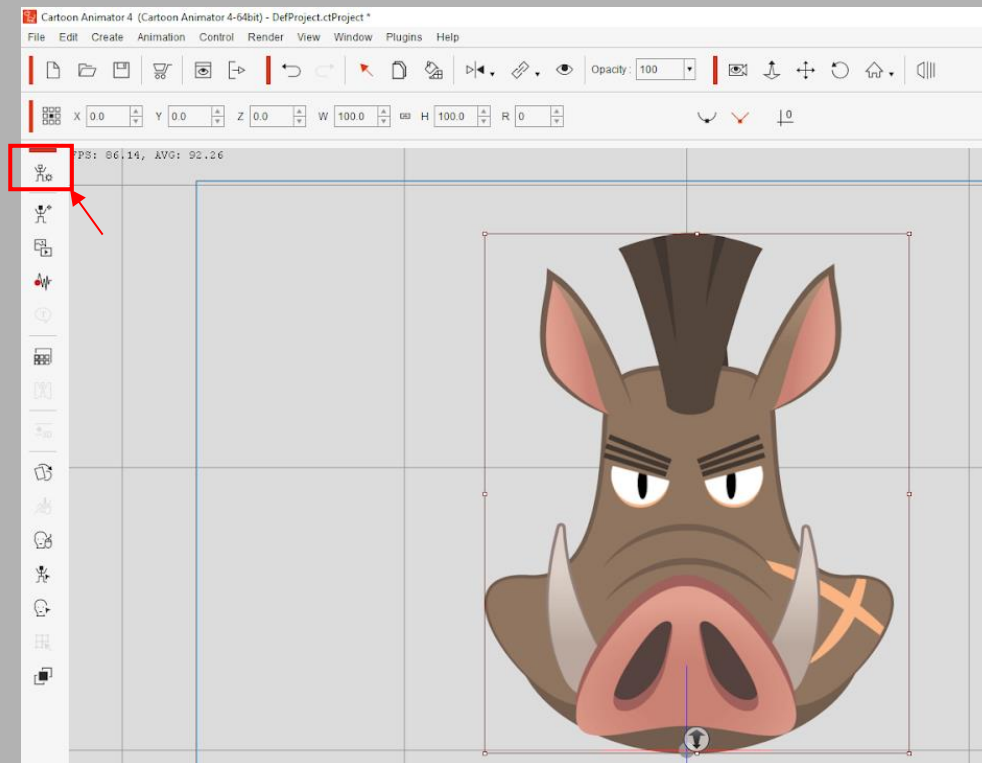 Cartoon Animator 4 (Cartoon Animator 4-64bit) - DefProject.ctProject *
File Edit Create Animation Control Render View Window Plugins Help
Opacity: 100
X 0.0 Y 0.0 Z 0.0 W 100.0 H 100.0 R 0 0
FPS: 86.14, AVG: 92.26